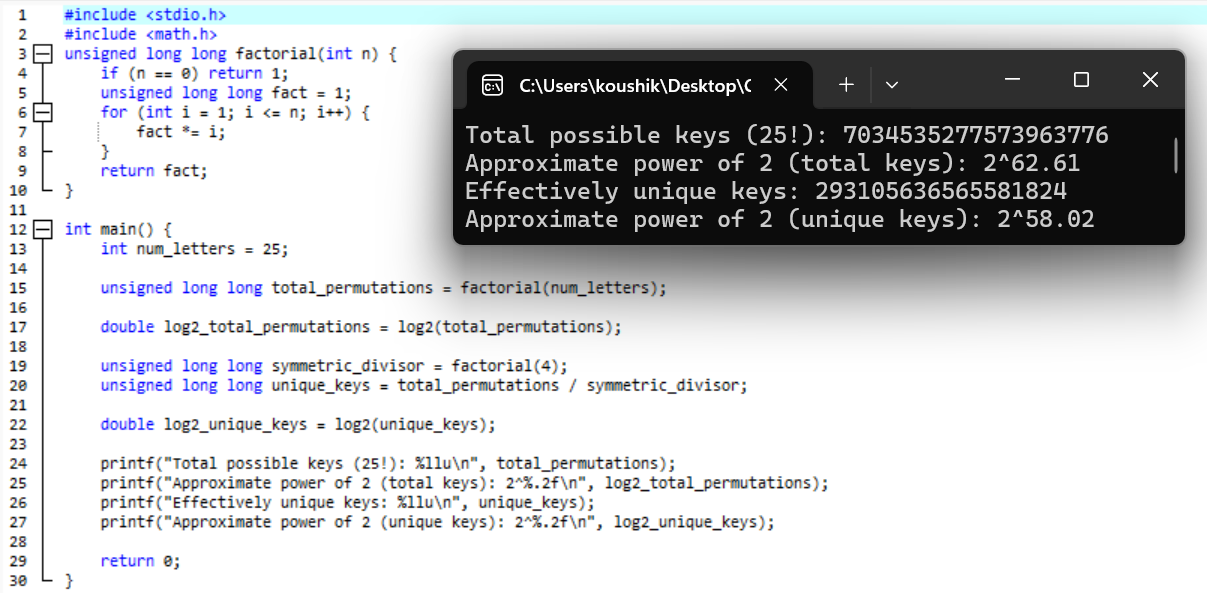 1 #include <stdio.h>
2 #include <math.h>
3 unsigned long long factorial(int n) {
4 if (n == 0) return 1;
5 unsigned long long fact = 1;
6 for (int i = 1; i <= n; i++) {
7 fact *= i;
8 }
9 return fact;
10 }
11
12 int main() {
13 int num_letters = 25;
14
15 unsigned long long total_permutations = factorial(num_letters);
16
17 double log2_total_permutations = log2(total_permutations);
18
19 unsigned long long symmetric_divisor = factorial(4);
20 unsigned long long unique_keys = total_permutations / symmetric_divisor;
21
22 double log2_unique_keys = log2(unique_keys);
23
24 printf("Total possible keys (25!): %llu\n", total_permutations);
25 printf("Approximate power of 2 (total keys): 2^%.2f\n", log2_total_permutations);
26 printf("Effectively unique keys: %llu\n", unique_keys);
27 printf("Approximate power of 2 (unique keys): 2^%.2f\n", log2_unique_keys);
28
29 return 0;
30 }
C:\Users\koushik\Desktop\C
Total possible keys (25!): 7034535277573963776
Approximate power of 2 (total keys): 2^62.61
Effectively unique keys: 293105636565581824
Approximate power of 2 (unique keys): 2^58.02